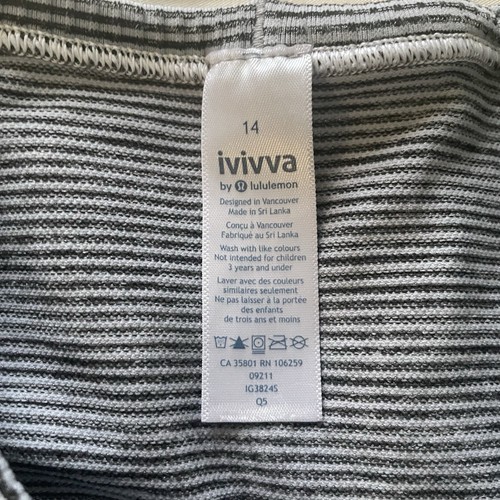 14
ivivva
by lululemon
Designed in Vancouver
Made in Sri Lanka
Conçu à Vancouver
Fabriqué au Sri Lanka
Wash with like colours
Not intended for children
3 years and under
Laver avec des couleurs
similaires seulement
Ne pas laisser à la portée
des enfants
de trois ans et moins
CA 35801 RN 106259
09211
IG3824S
Q5